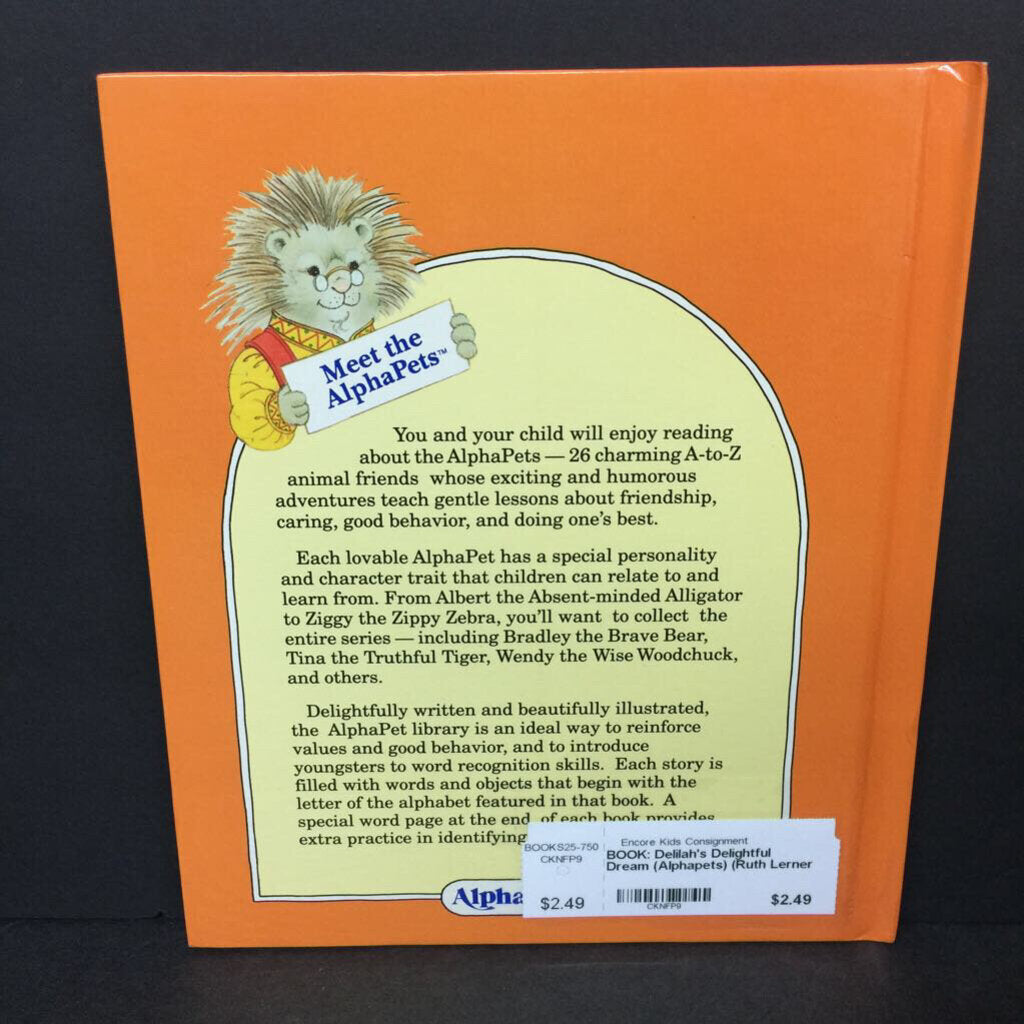 Meet the
AlphaPets™
You and your child will enjoy reading
about the AlphaPets — 26 charming A-to-Z
animal friends whose exciting and humorous
adventures teach gentle lessons about friendship,
caring, good behavior, and doing one's best.
Each lovable AlphaPet has a special personality
and character trait that children can relate to and
learn from. From Albert the Absent-minded Alligator
to Ziggy the Zippy Zebra, you'll want to collect the
entire series — including Bradley the Brave Bear,
Tina the Truthful Tiger, Wendy the Wise Woodchuck,
and others.
Delightfully written and beautifully illustrated,
the AlphaPet library is an ideal way to reinforce
values and good behavior, and to introduce
youngsters to word recognition skills. Each story is
filled with words and objects that begin with the
letter of the alphabet featured in that book. A
special word page at the end of each book provides
extra practice in identifying
Alpha
BOOKS25-750
CKNFP9
$2.49
Encore Kids Consignment
BOOK: Delilah's Delightful
Dream (Alphapets) (Ruth Lerner
CKNFP9
$2.49